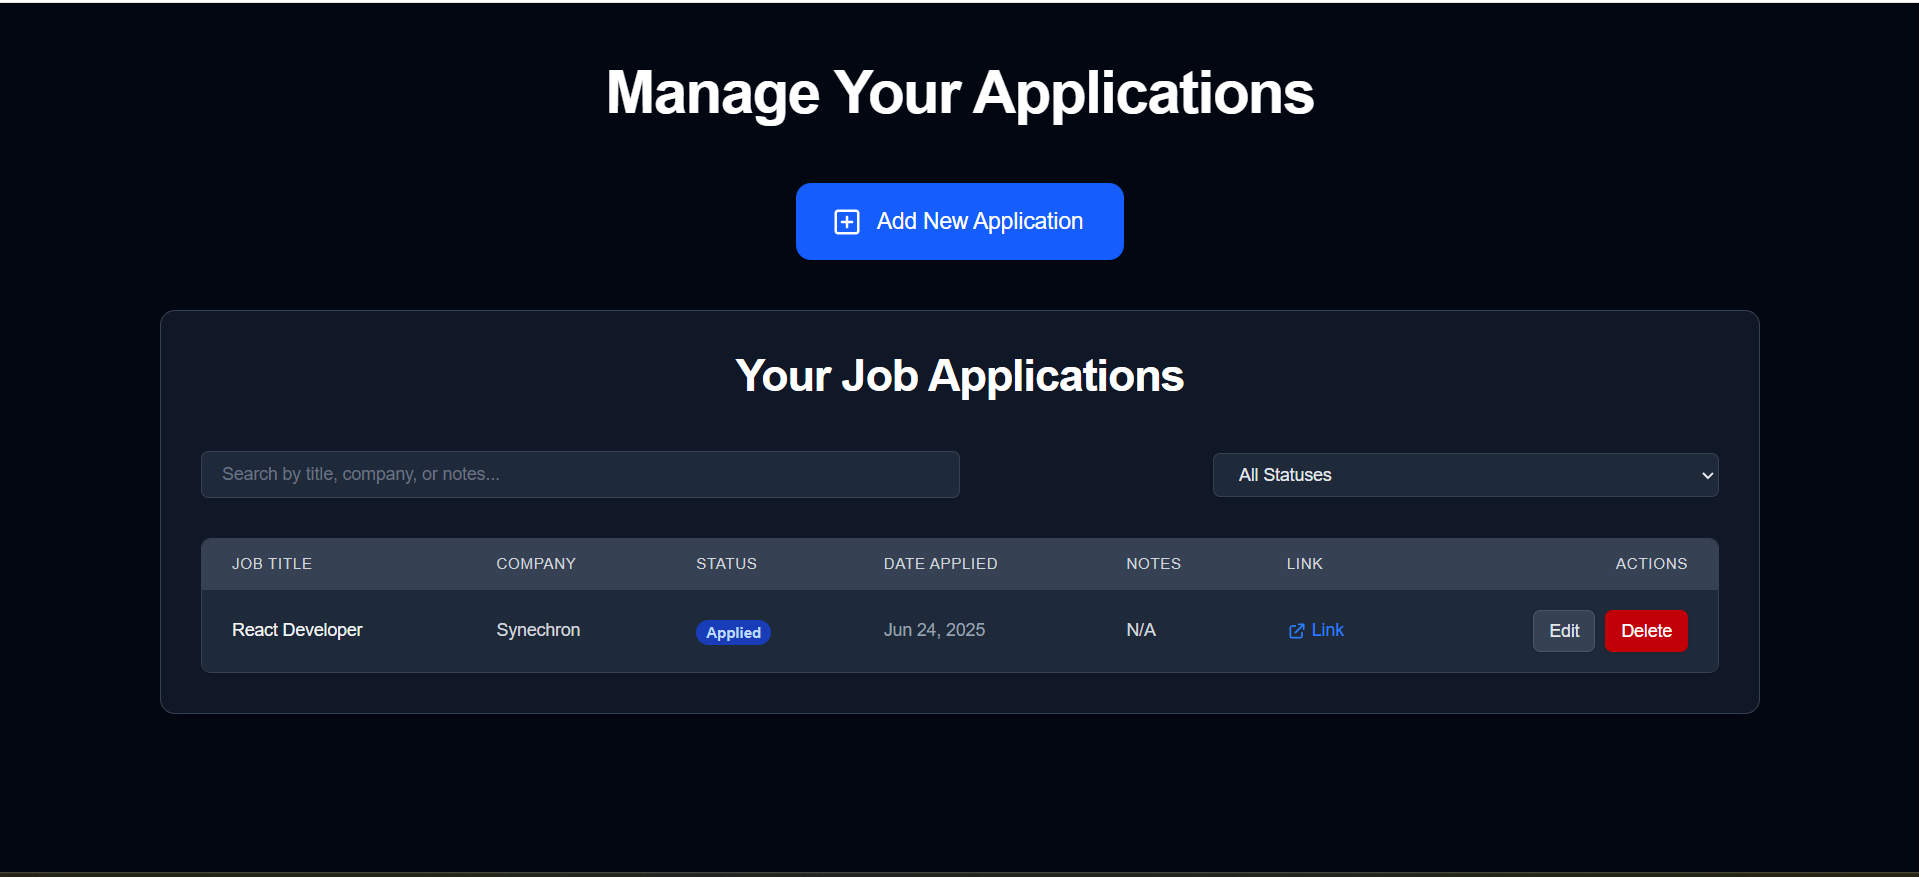 Manage Your Applications
Add New Application
Your Job Applications
Search by title, company, or notes...
All Statuses
JOB TITLE COMPANY STATUS DATE APPLIED NOTES LINK ACTIONS
React Developer Synechron Applied Jun 24, 2025 N/A Link Edit Delete